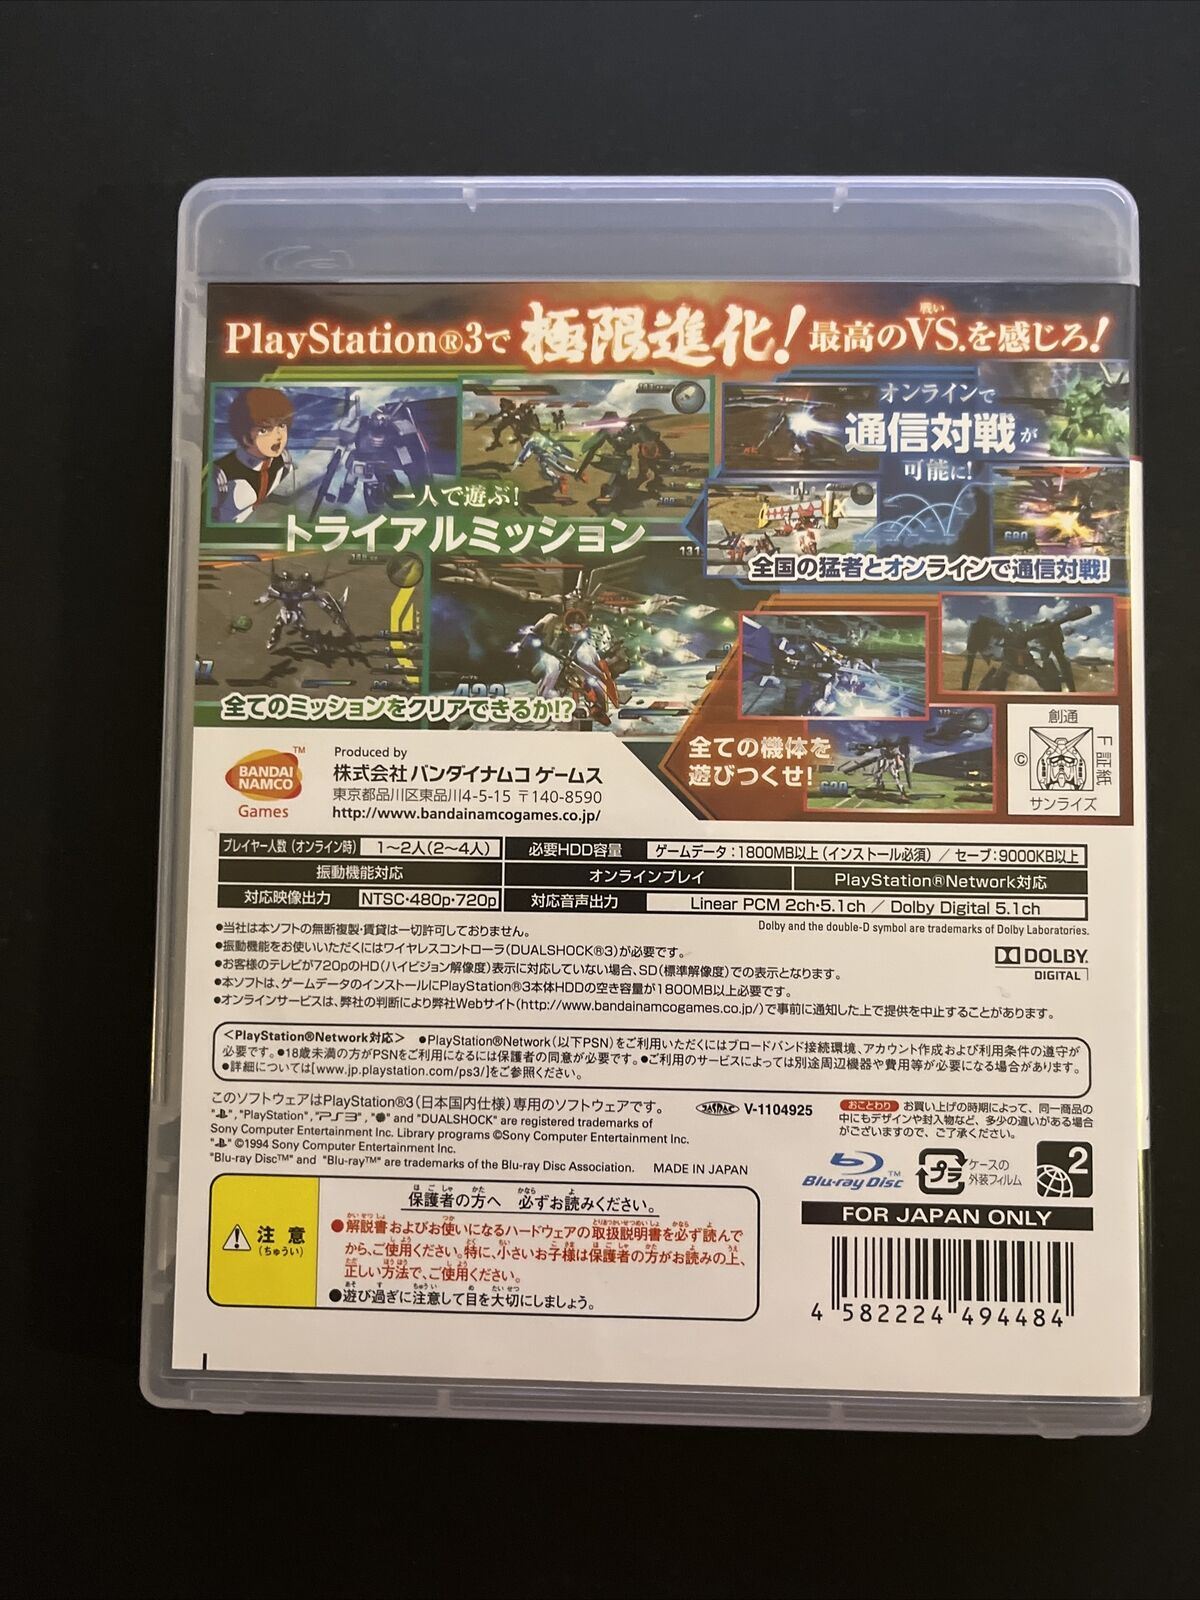 PlayStation®3で極限進化！最高のVS.を感じろ！
戦い
オンラインで
通信対戦が
可能に！
一人で遊ぶ！
トライアルミッション
全国の猛者とオンラインで通信対戦！
全てのミッションをクリアできるか!?
全ての機体を
遊びつくせ！
創通
©
F
証紙
サンライズ
BANDAI
NAMCO
Games
TM
Produced by
株式会社 バンダイナムコ ゲームス
東京都品川区東品川4-5-15 〒140-8590
http://www.bandainamcogames.co.jp/
プレイヤー人数（オンライン時） 1～2人（2～4人） 必要HDD容量 ゲームデータ：1800MB以上（インストール必須）／セーブ：9000KB以上
振動機能対応 オンラインプレイ PlayStation®Network対応
対応映像出力 NTSC・480p・720p 対応音声出力 Linear PCM 2ch・5.1ch ／ Dolby Digital 5.1ch
Dolby and the double-D symbol are trademarks of Dolby Laboratories.
●当社は本ソフトの無断複製・賃貸は一切許可しておりません。
●振動機能をお使いいただくにはワイヤレスコントローラ(DUALSHOCK®3)が必要です。
●お客様のテレビが720pのHD（ハイビジョン解像度）表示に対応していない場合、SD（標準解像度）での表示となります。
●本ソフトは、ゲームデータのインストールにPlayStation®3本体HDDの空き容量が1800MB以上必要です。
●オンラインサービスは、弊社の判断により弊社Webサイト(http://www.bandainamcogames.co.jp/)で事前に通知した上で提供を中止することがあります。
DOLBY
DIGITAL
<PlayStation®Network対応> ●PlayStation®Network（以下PSN）をご利用いただくにはブロードバンド接続環境、アカウント作成および利用条件の遵守が
必要です。●18歳未満の方がPSNをご利用になるには保護者の同意が必要です。●ご利用のサービスによっては別途周辺機器や費用等が必要になる場合があります。
●詳細については[www.jp.playstation.com/ps3/]をご参照ください。
このソフトウェアはPlayStation®3（日本国内仕様）専用のソフトウェアです。
"", "PlayStation", "PS3", "" and "DUALSHOCK" are registered trademarks of
Sony Computer Entertainment Inc. Library programs ©Sony Computer Entertainment Inc.
"" ©1994 Sony Computer Entertainment Inc.
"Blu-ray Disc™" and "Blu-ray™" are trademarks of the Blu-ray Disc Association. MADE IN JAPAN
JASRAC V-1104925
おことわり お買い上げの時期によって、同一商品の
中にもデザインや封入物など、多少の違いがある場合
がございますので、ご了承ください。
Blu-ray Disc™
プラ
ケースの
外装フィルム
2
FOR JAPAN ONLY
4 582224 494484
注意
（ちゅうい）
保護者の方へ 必ずお読みください。
●解説書およびお使いになるハードウェアの取扱説明書を必ず読んで
から、ご使用ください。特に、小さいお子様は保護者の方がお読みの上、
正しい方法で、ご使用ください。
●遊び過ぎに注意して目を大切にしましょう。